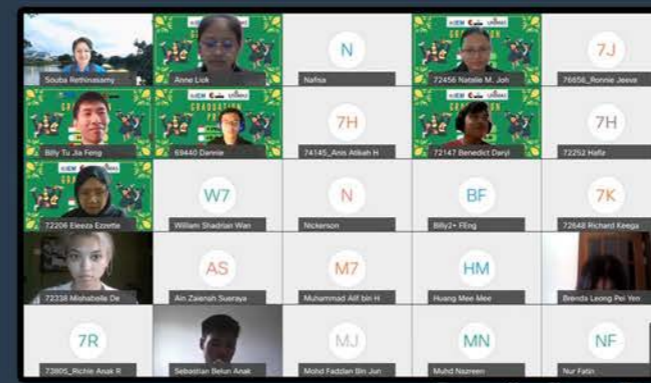 Souba Rethinasamy
Anne Liok
N
Nafisa
72456 Natalie M. Joh
7J
76656_Ronnie Jeeve
Billy Tu Jia Feng
69440 Dannie
7H
74145_Anis Atikah H
72147 Benedict Daryl
7H
72252 Hafiz
72206 Eleeza Ezzette
W7
William Shadrian Wan
N
Nickerson
BF
Billy2+ FEng
7K
72648 Richard Keega
72338 Mishabelle De
AS
Ain Zaienah Sueraya
M7
Muhammad Alif bin H
HM
Huang Mee Mee
Brenda Leong Pei Yen
7R
73805_Richie Anak R
Sebastian Belun Anak
MJ
Mohd Fadzlan Bin Jun
MN
Muhd Nazreen
NF
Nur Fatin